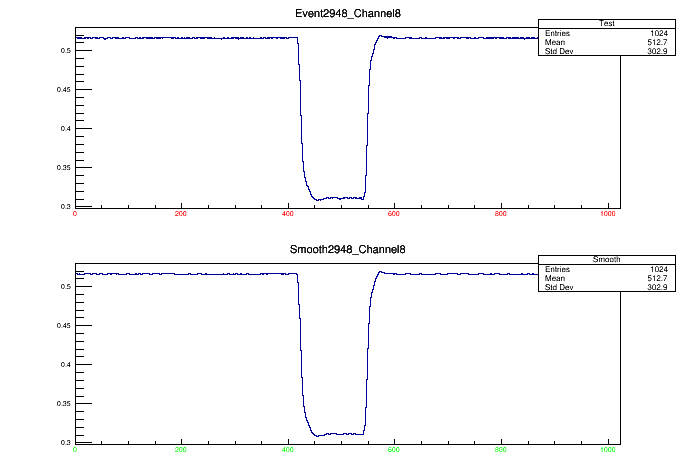 Event2948_Channel8
Test
Entries 1024
Mean 512.7
Std Dev 302.9
0.5
0.45
0.4
0.35
0.3
0 200 400 600 800 1000
Smooth2948_Channel8
Smooth
Entries 1024
Mean 512.7
Std Dev 302.9
0.5
0.45
0.4
0.35
0.3
0 200 400 600 800 1000